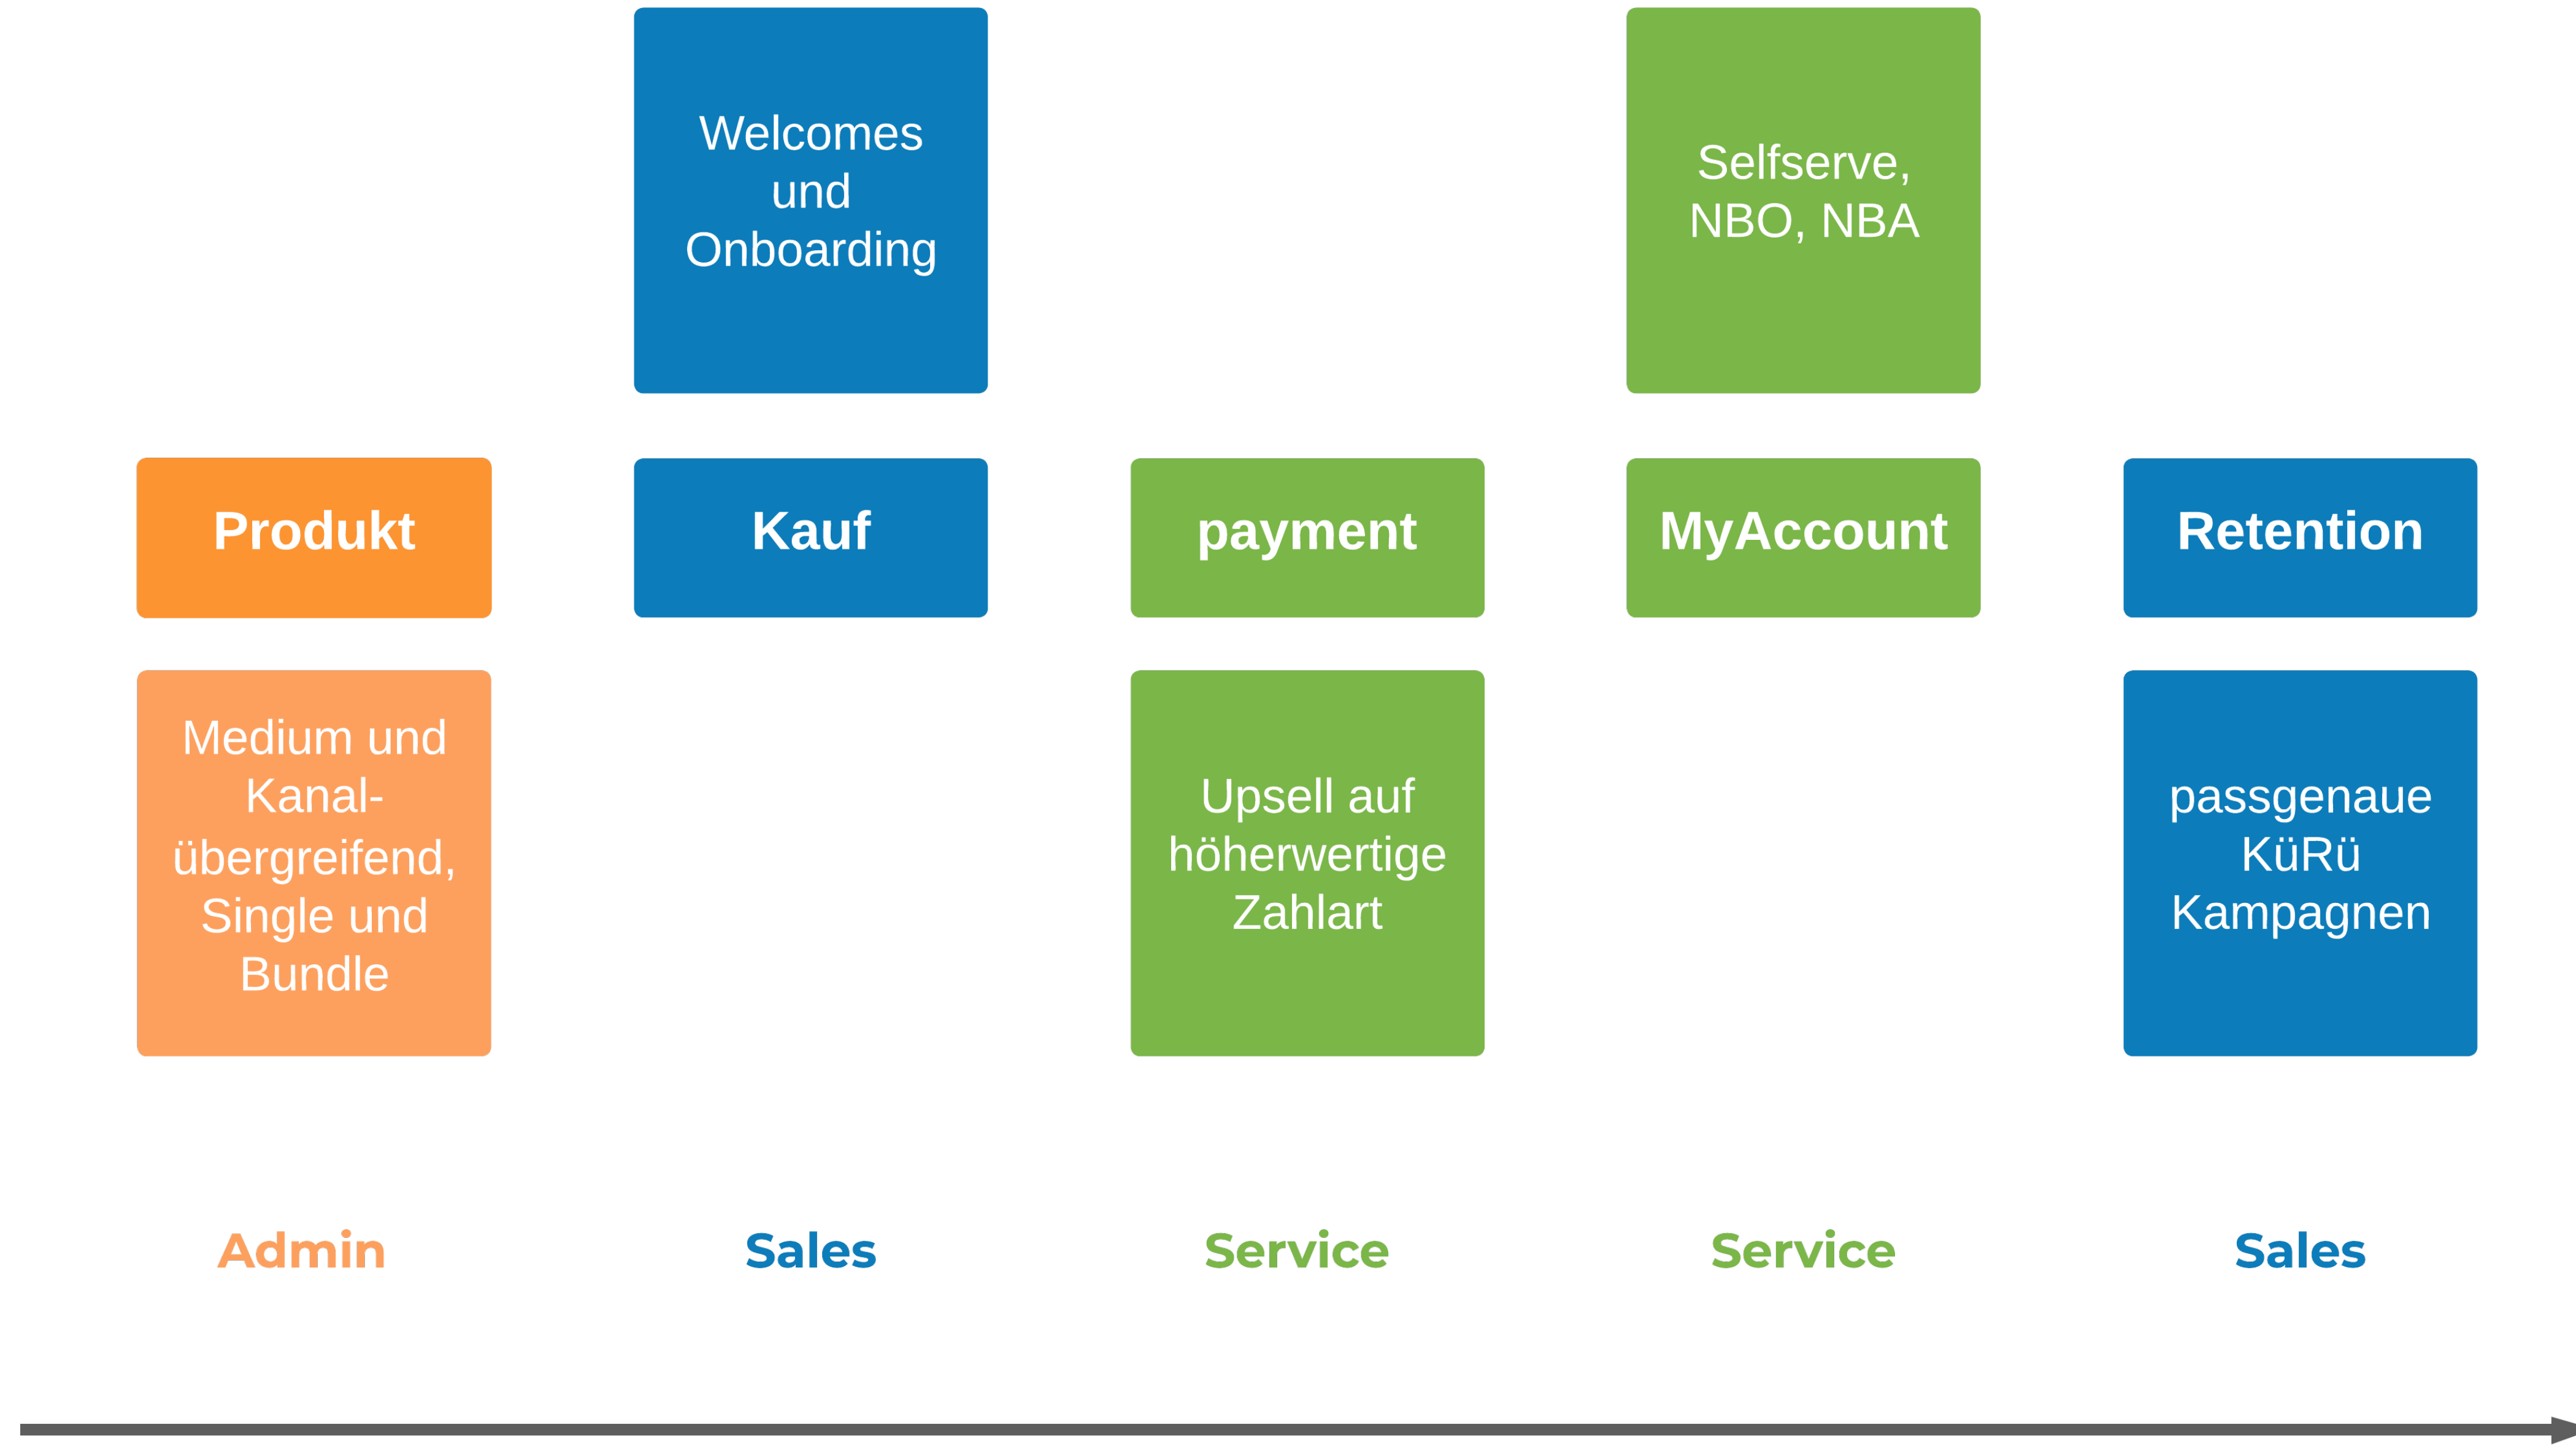 Welcomes
und
Onboarding
Selfserve,
NBO, NBA
Produkt
Kauf
payment
MyAccount
Retention
Medium und
Kanal-
übergreifend,
Single und
Bundle
Upsell auf
höherwertige
Zahlart
passgenaue
KüRü
Kampagnen
Admin
Sales
Service
Service
Sales